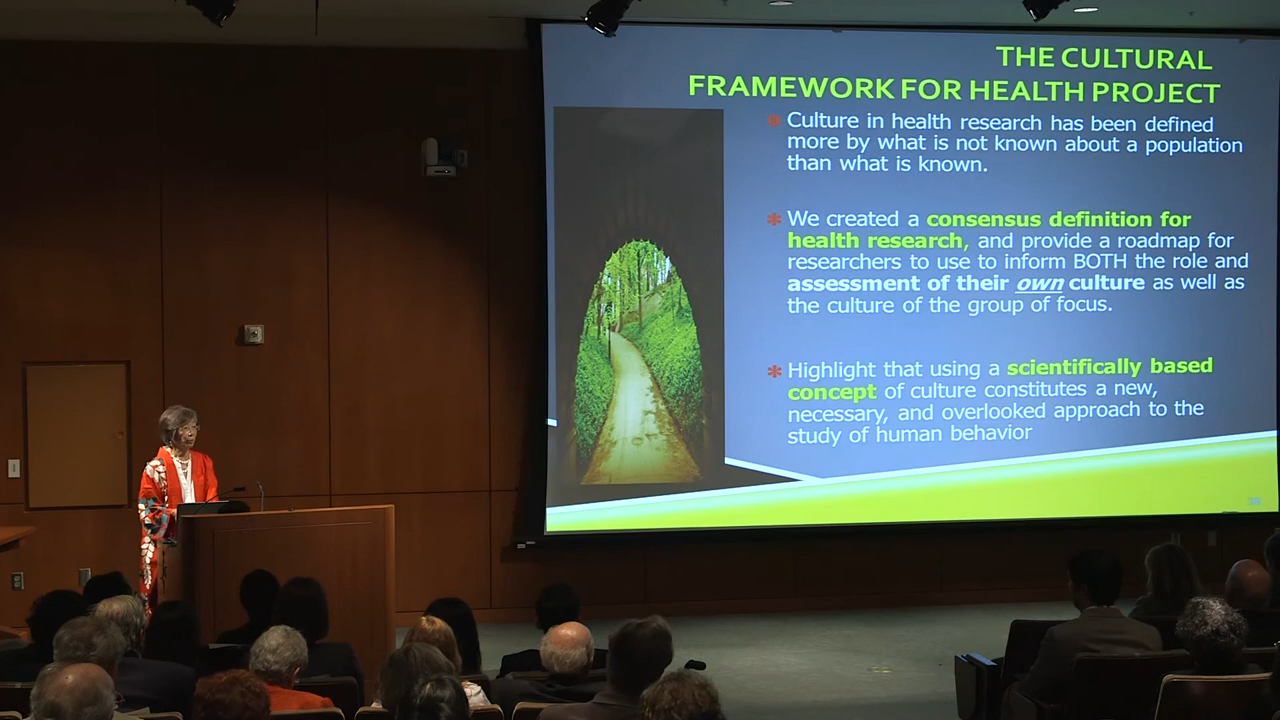 THE CULTURAL
FRAMEWORK FOR HEALTH PROJECT
* Culture in health research has been defined
more by what is not known about a population
than what is known.
* We created a consensus definition for
health research, and provide a roadmap for
researchers to use to inform BOTH the role and
assessment of their own culture as well as
the culture of the group of focus.
* Highlight that using a scientifically based
concept of culture constitutes a new,
necessary, and overlooked approach to the
study of human behavior